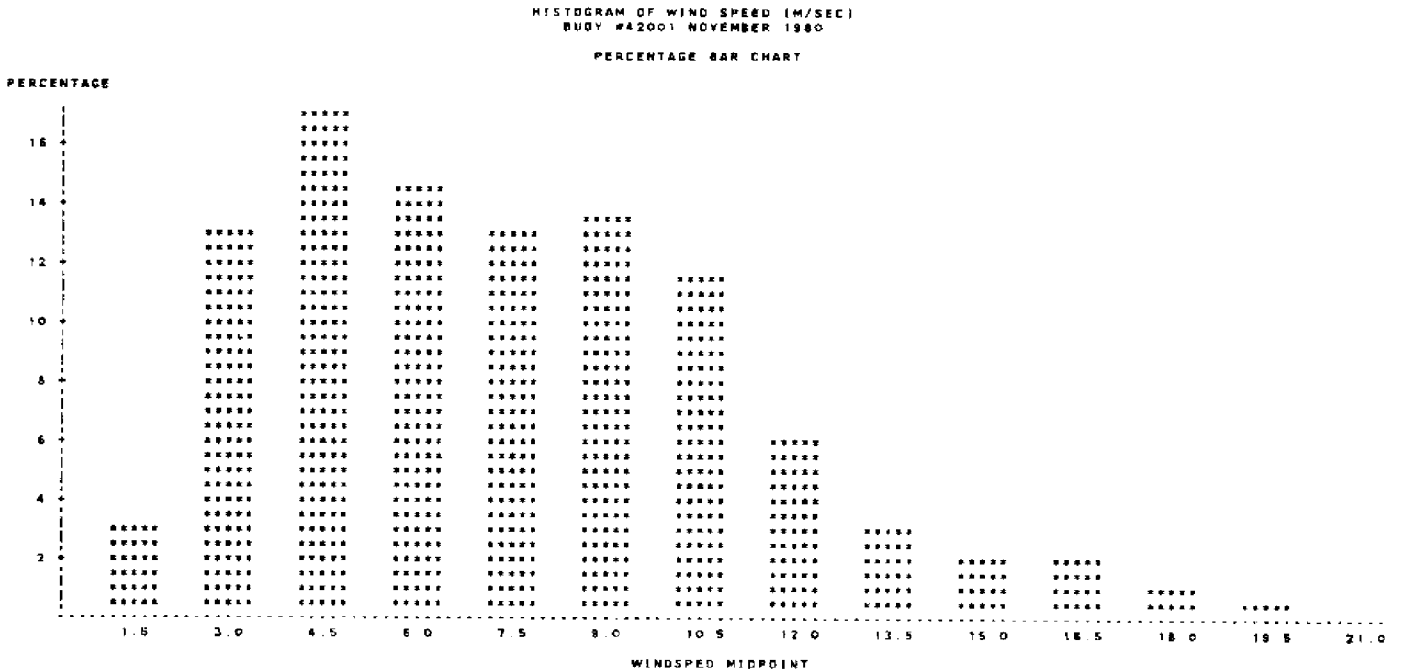 HISTOGRAM OF WIND SPEED (M/SEC)
BUOY #42001 NOVEMBER 1980
PERCENTAGE BAR CHART
PERCENTAGE
16
14
12
10
8
6
4
2
1.5 3.0 4.5 6.0 7.5 9.0 10.5 12.0 13.5 15.0 16.5 18.0 19.5 21.0
WINDSPED MIDPOINT